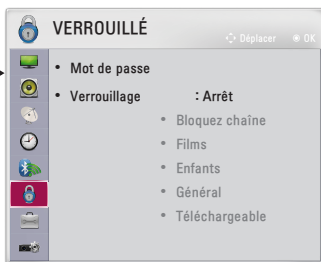 VERROUILLÉ
Déplacer OK
• Mot de passe
• Verrouillage : Arrêt
• Bloquez chaîne
• Films
• Enfants
• Général
• Téléchargeable